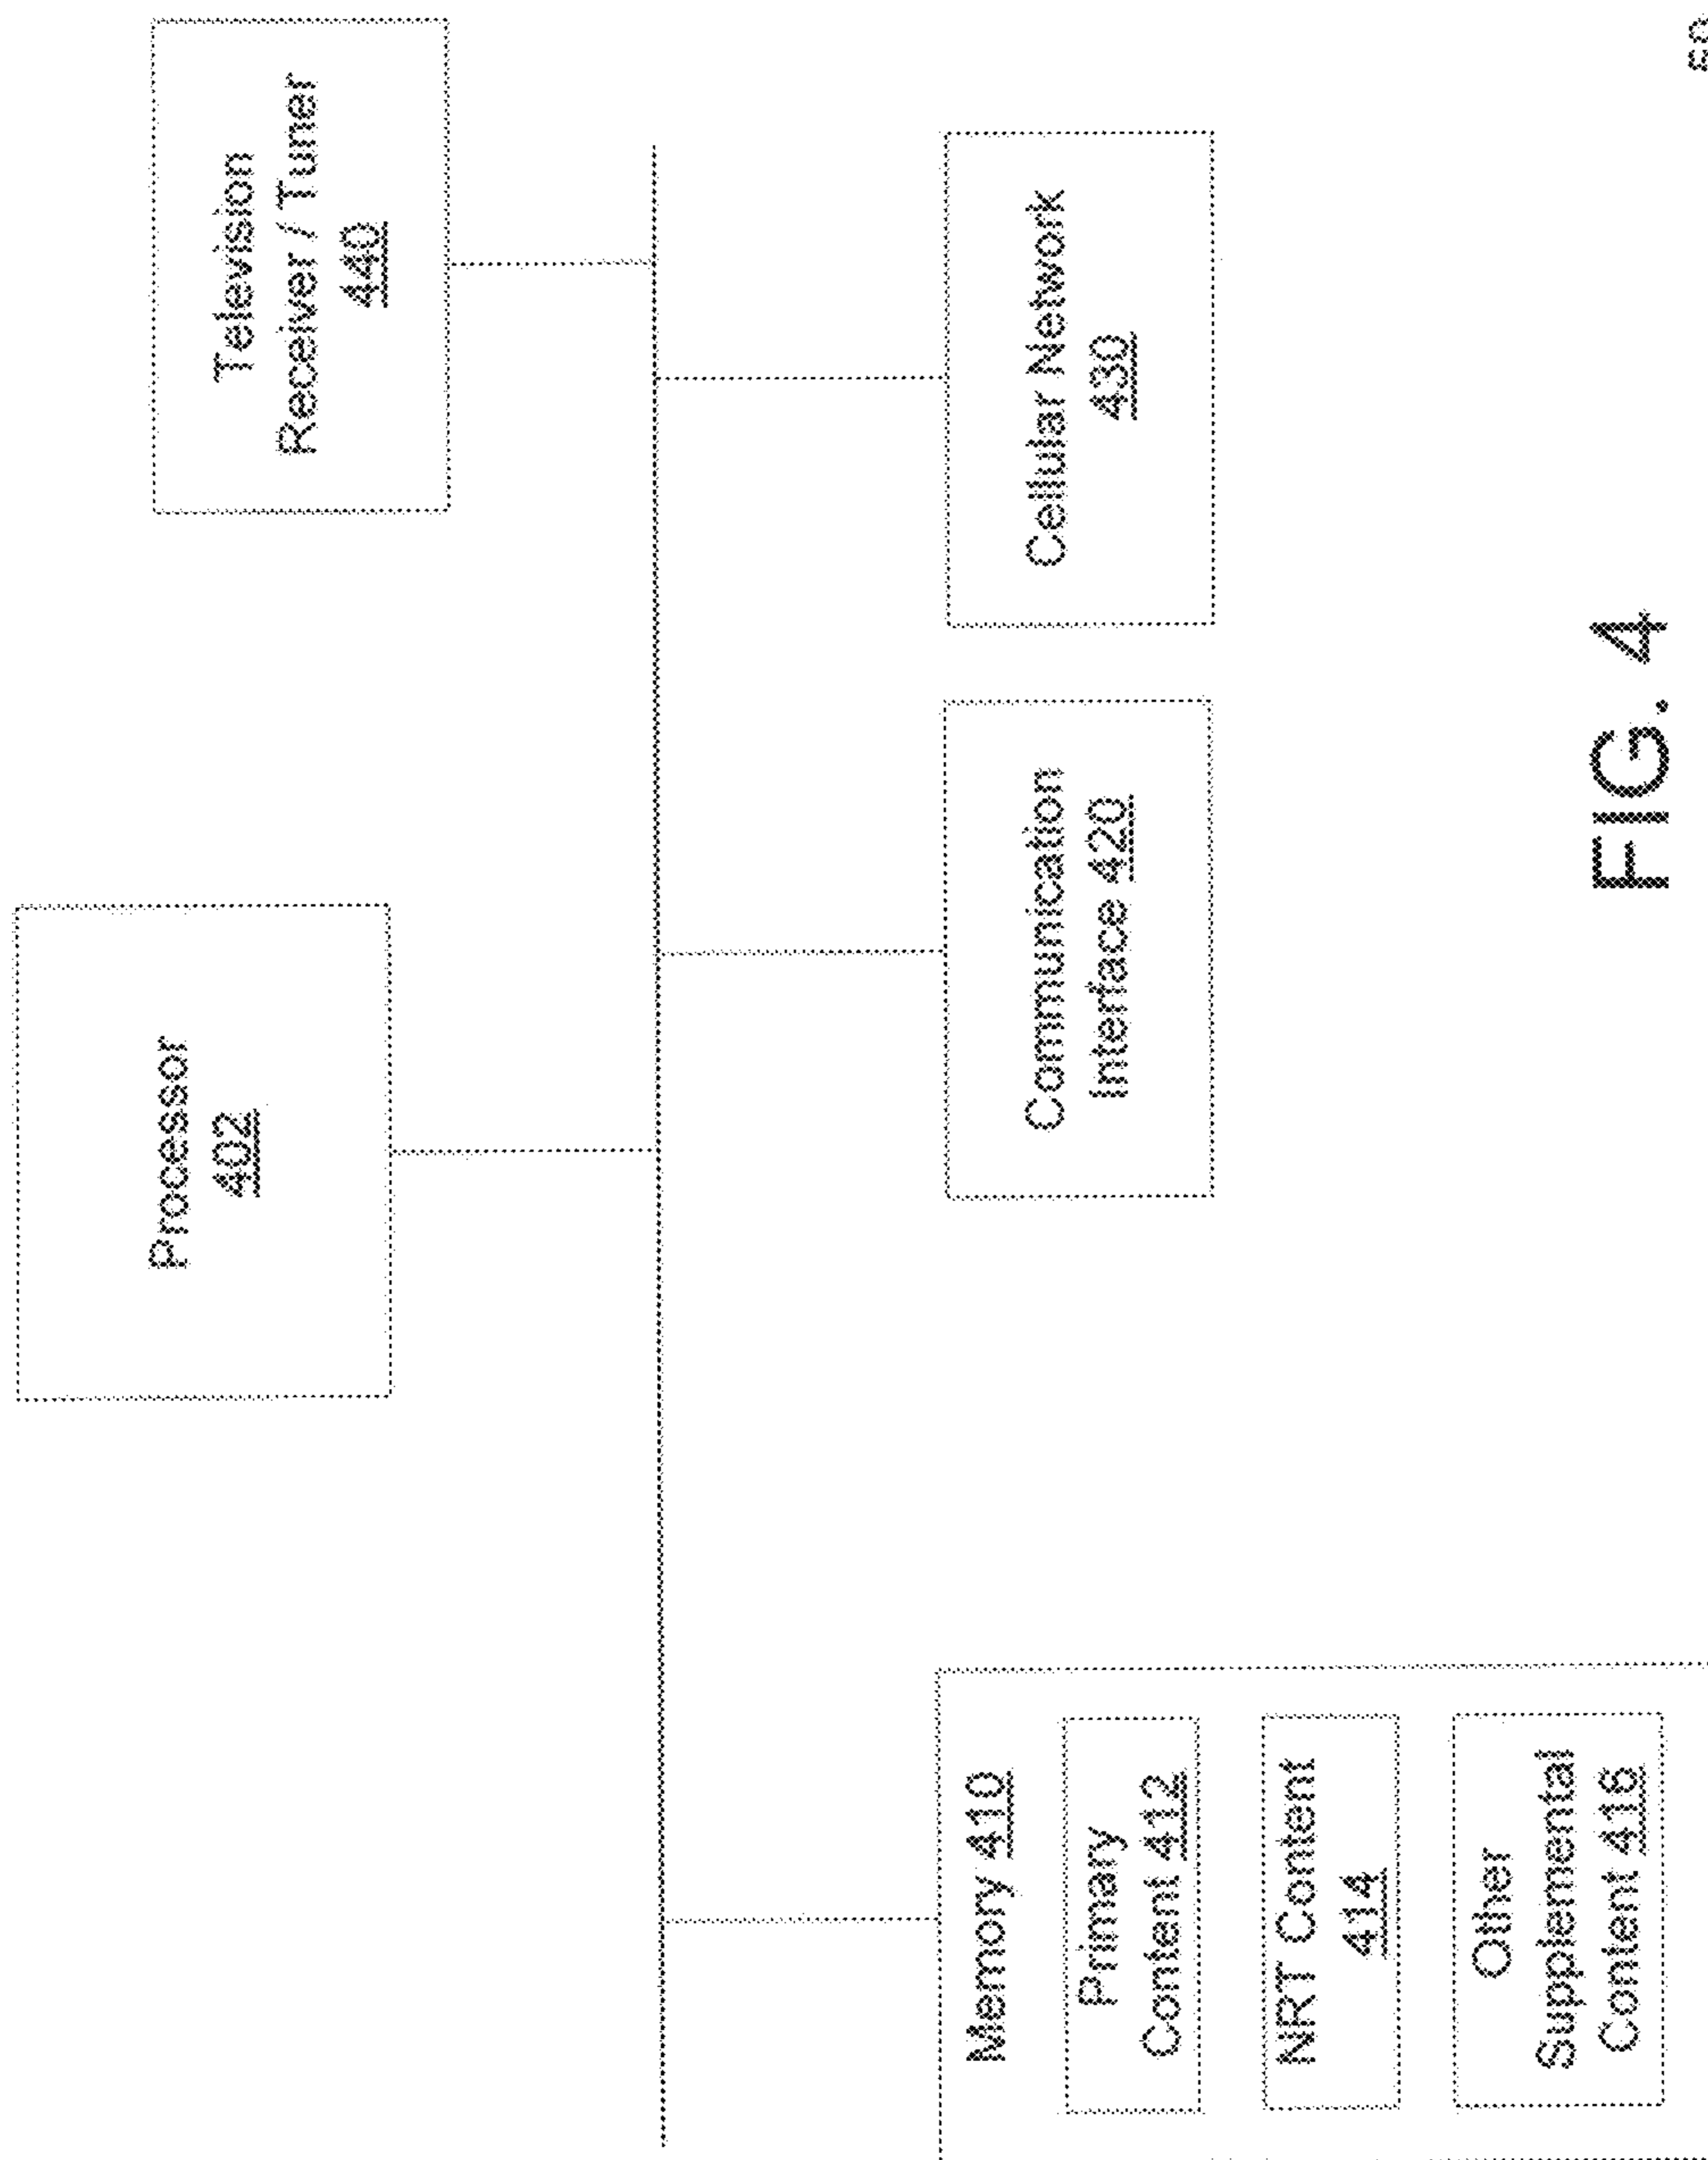 Processor
402
Television
Receiver / Tuner
440
Memory 410
Primary
Content 412
NRT Content
414
Other
Supplemental
Content 416
Communication
Interface 420
Cellular Network
430
FIG. 4